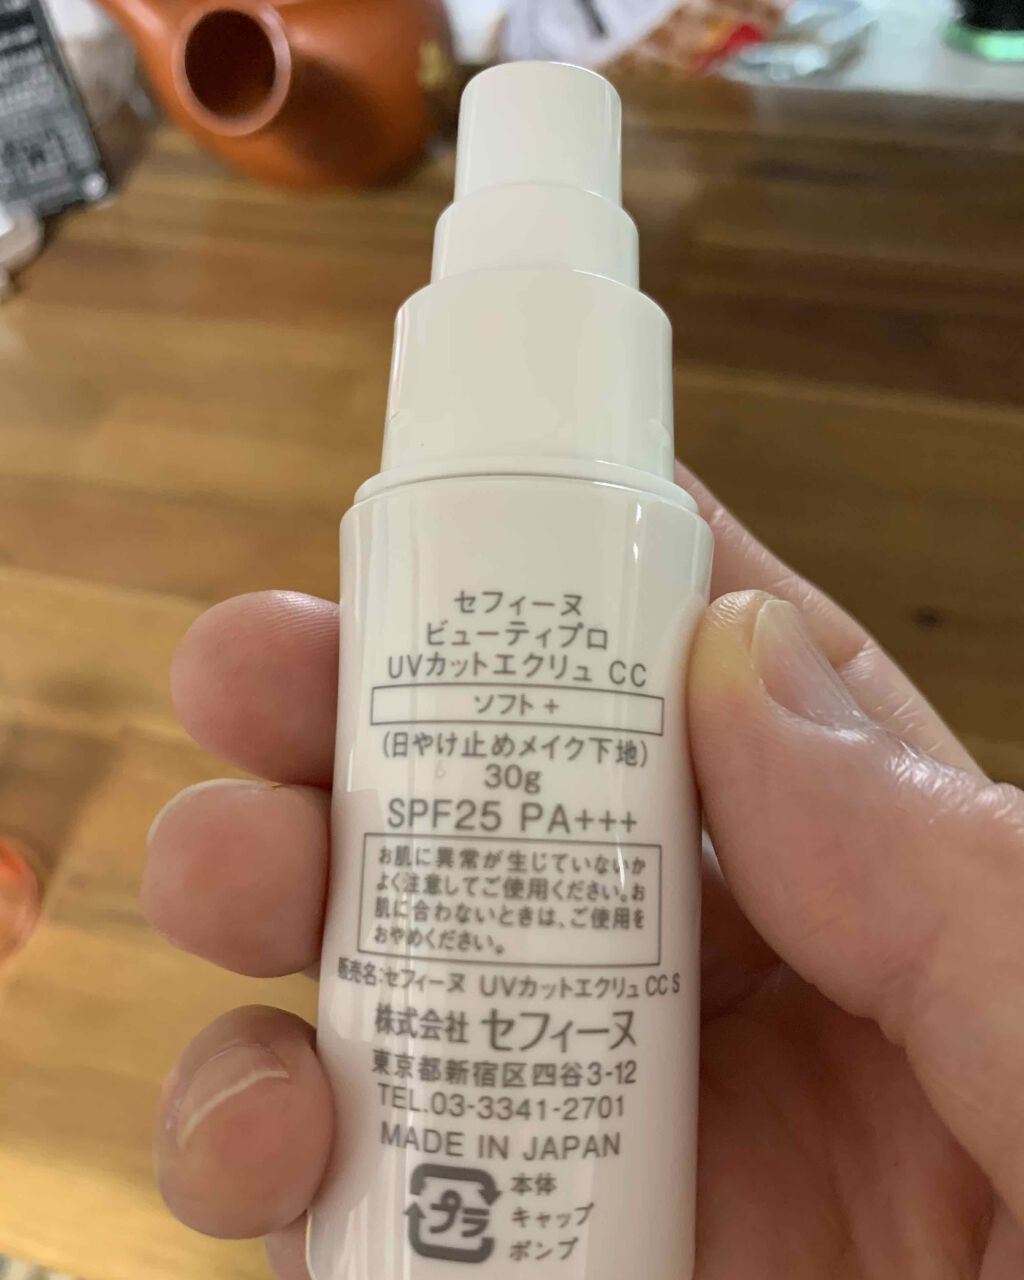 セフィーヌ
ビューティプロ
UVカットエクリュ CC
ソフト +
(日やけ止めメイク下地)
30g
SPF25 PA+++
お肌に異常が生じていないか
よく注意してご使用ください。お
肌に合わないときは、ご使用を
おやめください。
販売名:セフィーヌ UVカットエクリュ CC S
株式会社 セフィーヌ
東京都新宿区四谷3-12
TEL.03-3341-2701
MADE IN JAPAN
プラ
本体
キャップ
ポンプ